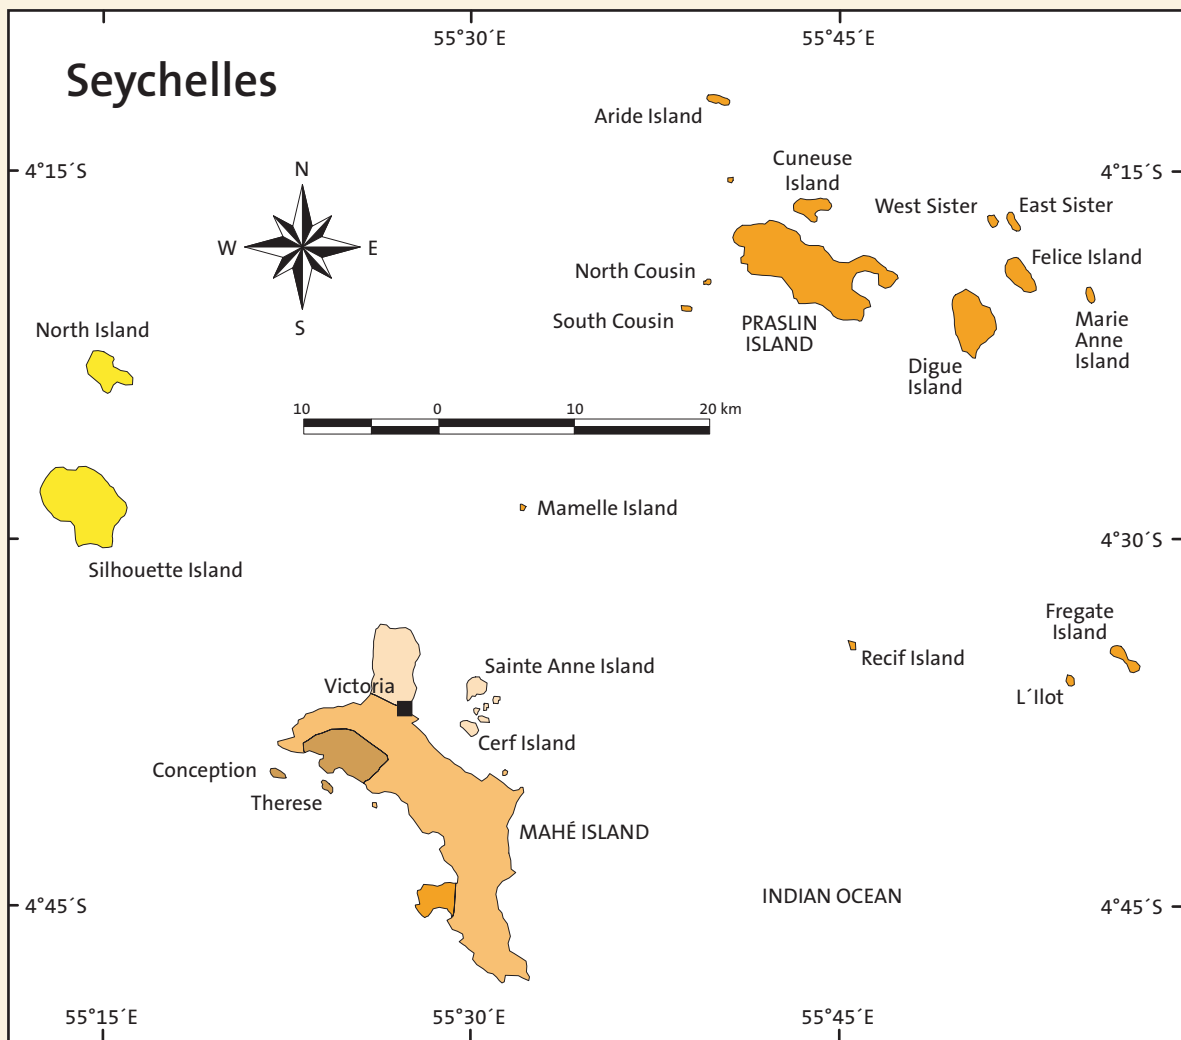 55°30´E
55°45´E
Seychelles
Aride Island
4°15´S
4°15´S
Cuneuse
Island
N
W
E
S
West Sister
East Sister
Felice Island
North Cousin
South Cousin
PRASLIN
ISLAND
Marie
Anne
Island
Digue
Island
North Island
10
0
10
20 km
Mamelle Island
4°30´S
Silhouette Island
Fregate
Island
Recif Island
L´Ilot
Sainte Anne Island
Victoria
Cerf Island
Conception
Therese
MAHÉ ISLAND
INDIAN OCEAN
4°45´S
4°45´S
55°15´E
55°30´E
55°45´E